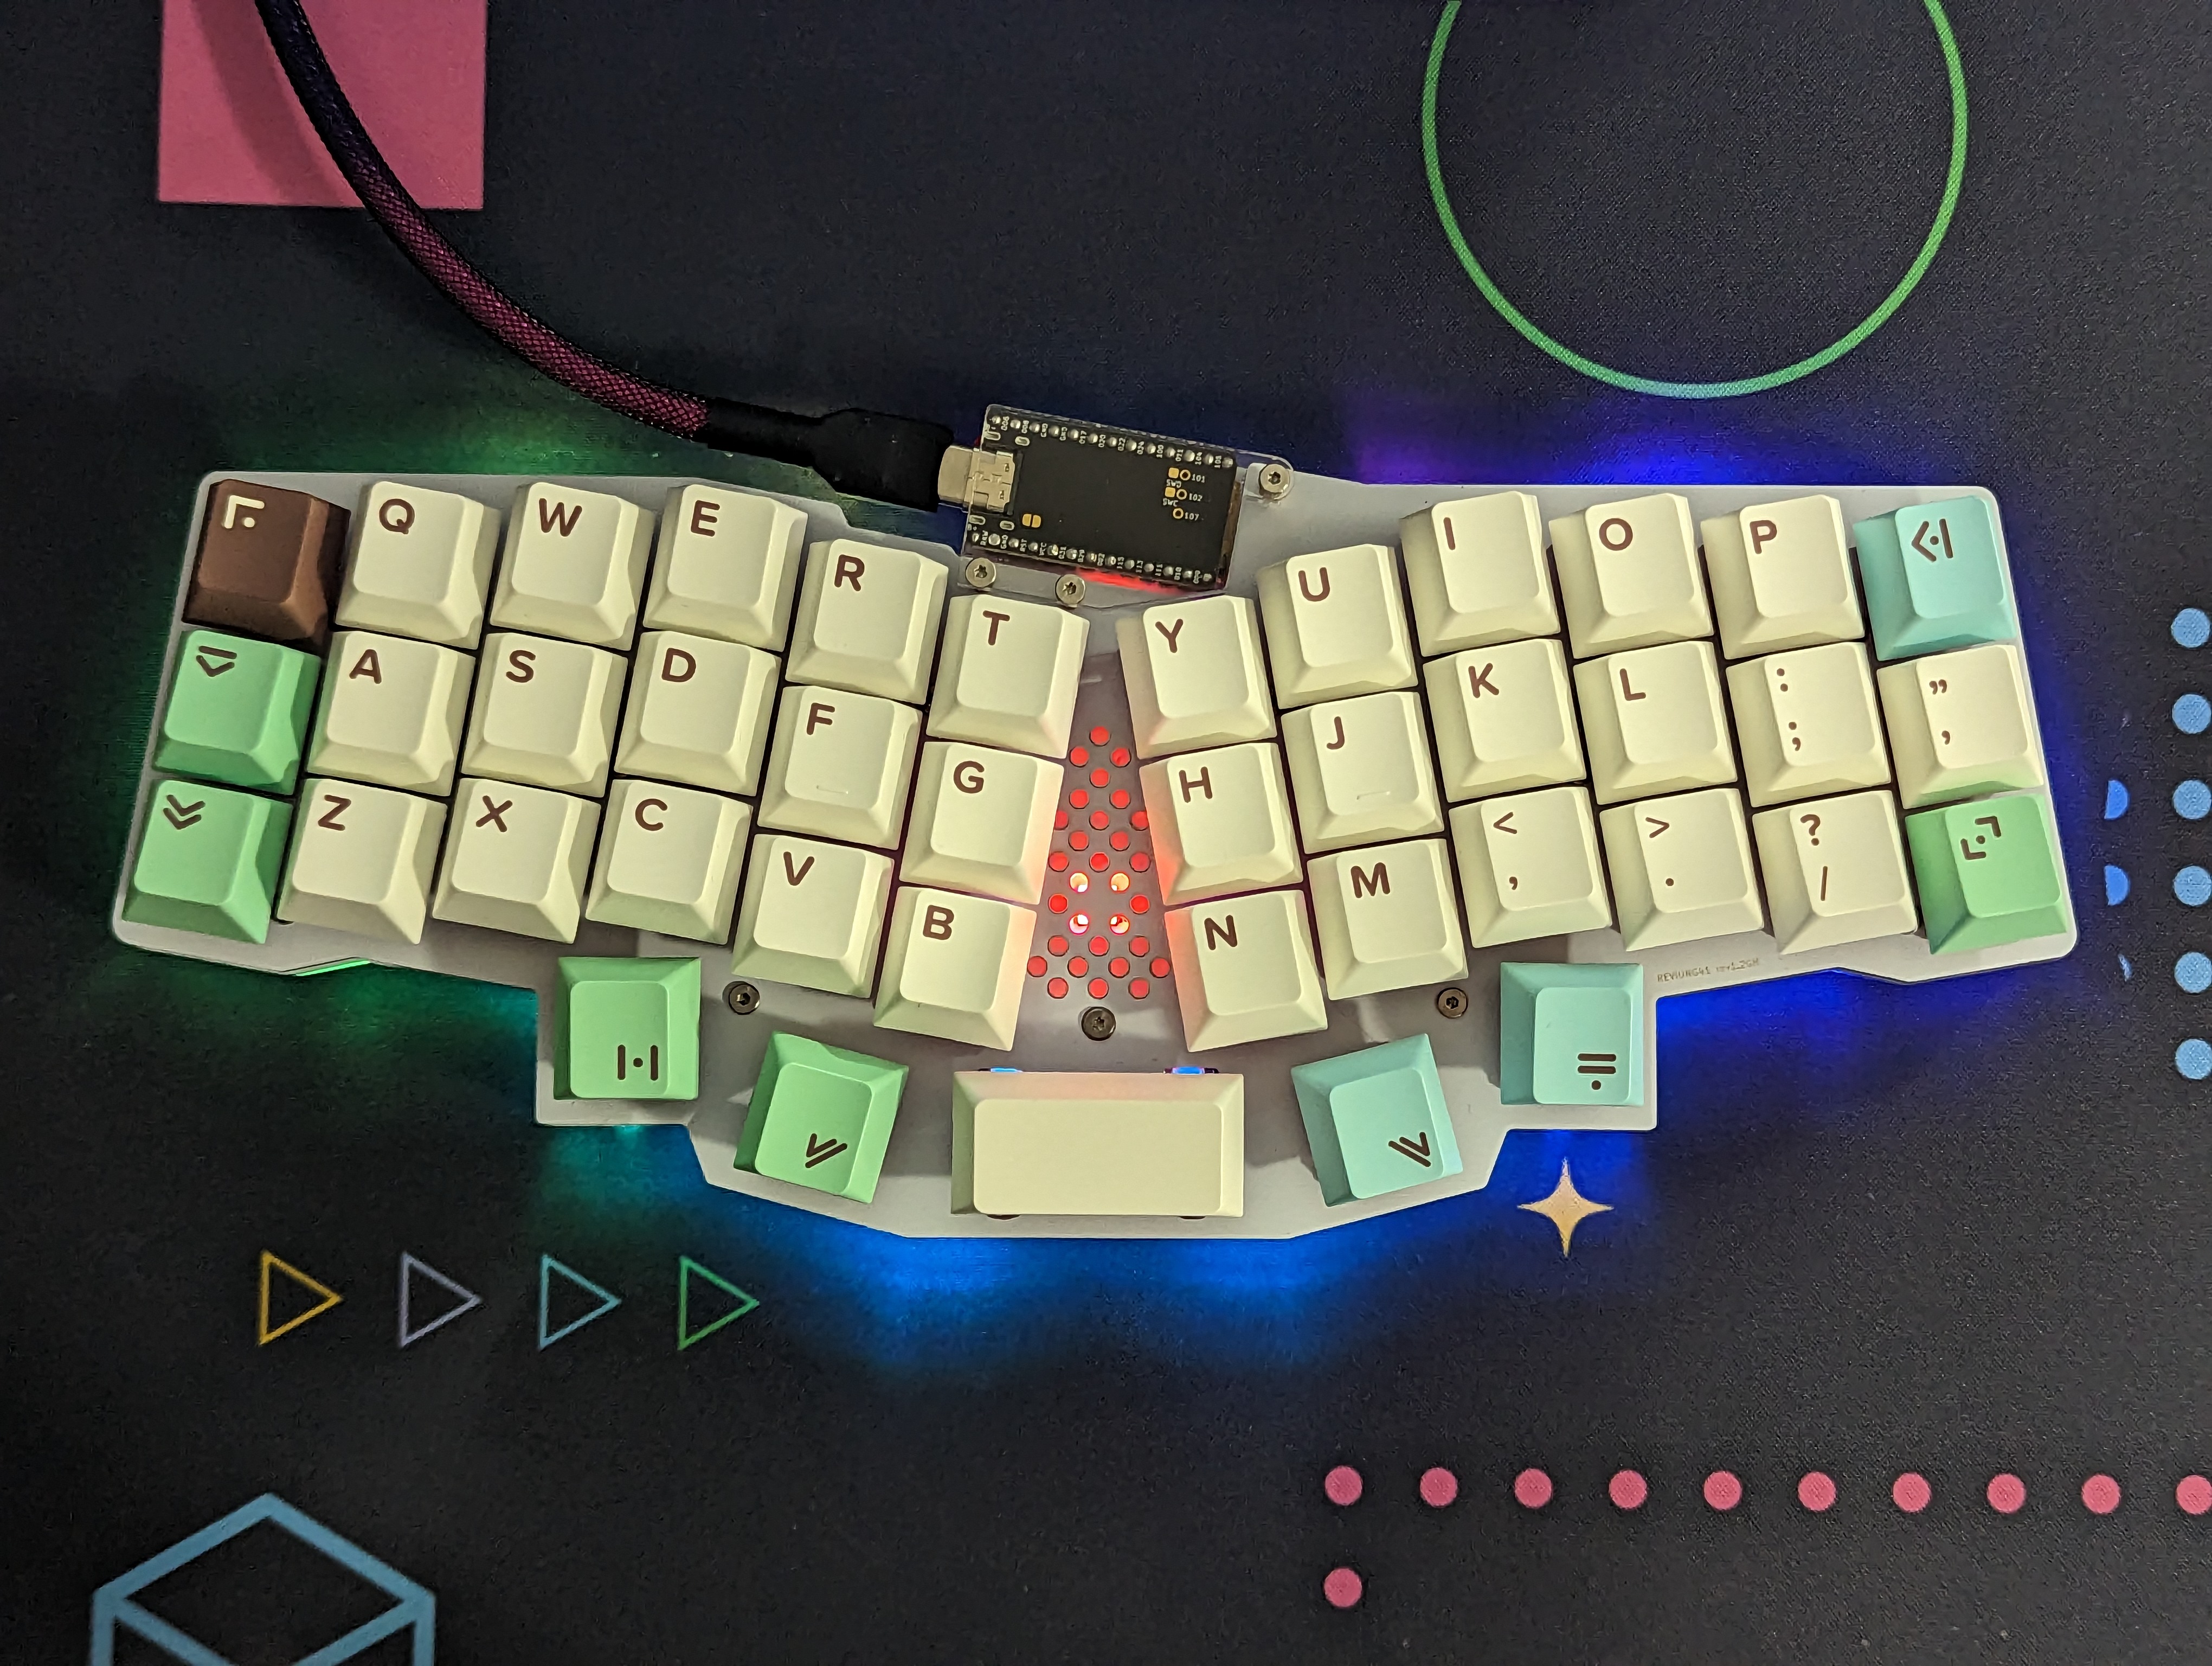 Q W E R T Y U I O P
A S D F G H J K L : ;
" '
Z X C V B N M < , > . ? /
REVIUNG41 rev1.2GH
101
SWD
102
SWC
107